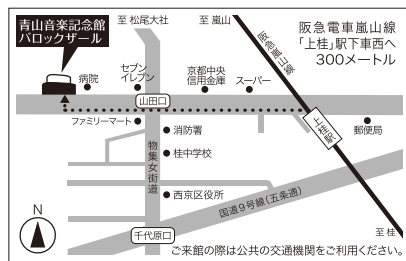 青山音楽記念館
バロックザール
至 松尾大社
至 嵐山
阪急嵐山線
阪急電車嵐山線
「上桂」駅下車西へ
300メートル
病院
セブン
イレブン
京都中央
信用金庫
スーパー
山田口
ファミリーマート
消防署
上桂駅
郵便局
物集女街道
桂中学校
西京区役所
国道9号線(五条通)
千代原口
至 桂
N
ご来館の際は公共の交通機関をご利用ください。